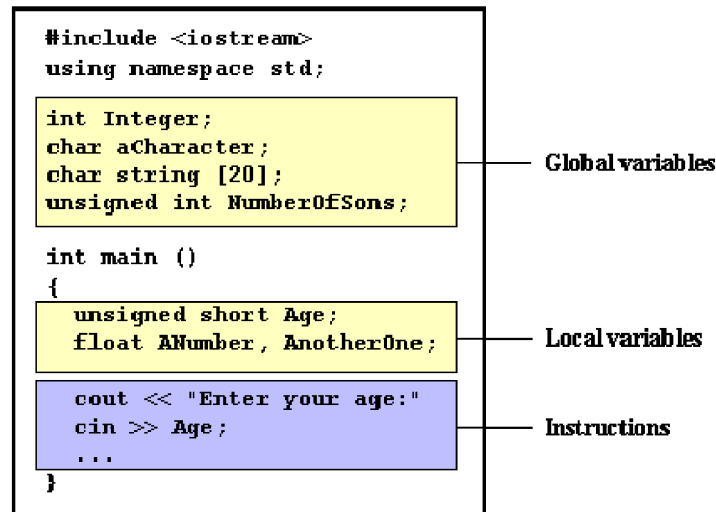 #include <iostream>
using namespace std;
int Integer;
char aCharacter;
char string [20];
unsigned int NumberOfSons;
Global variables
int main ()
{
unsigned short Age;
float ANumber, AnotherOne;
Local variables
cout << "Enter your age:"
cin >> Age;
...
Instructions
}